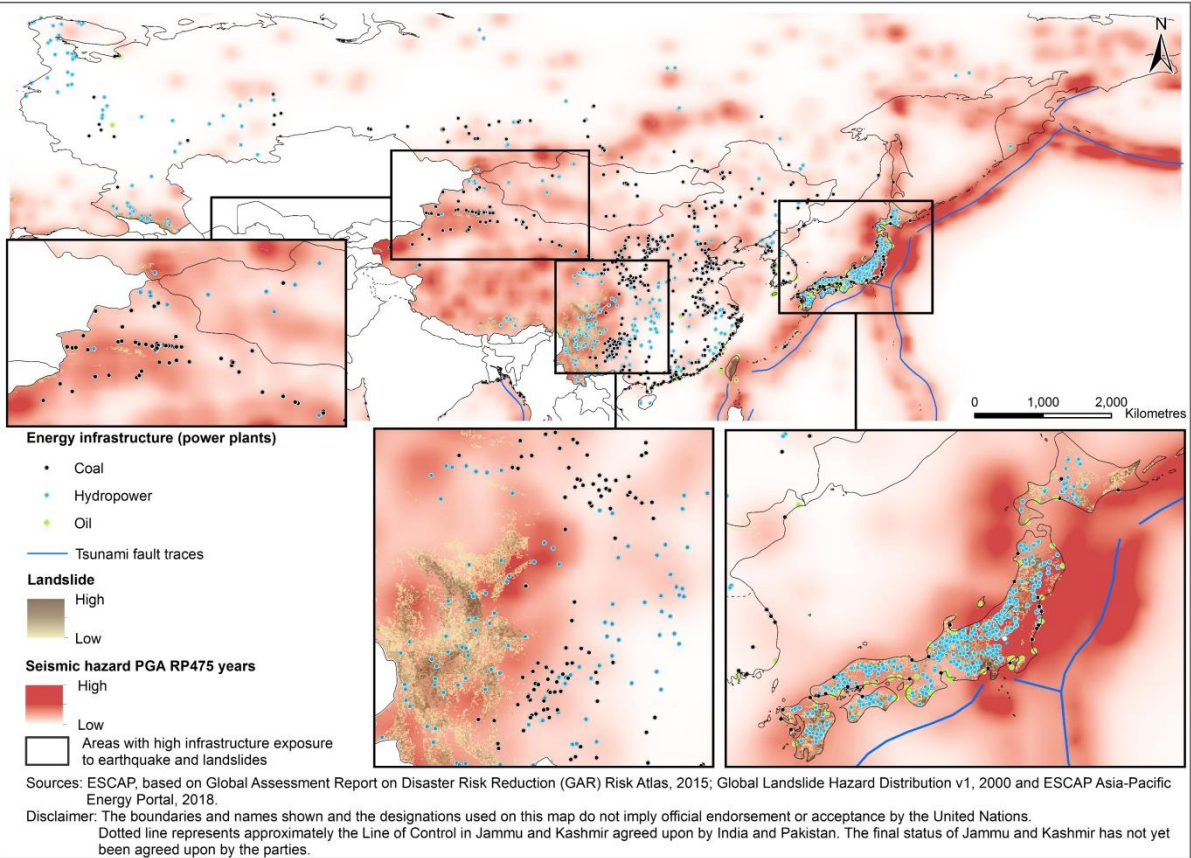 N
0 1,000 2,000
Kilometres
Energy infrastructure (power plants)
Coal
Hydropower
Oil
Tsunami fault traces
Landslide
High
Low
Seismic hazard PGA RP475 years
High
Low
Areas with high infrastructure exposure
to earthquake and landslides
Sources: ESCAP, based on Global Assessment Report on Disaster Risk Reduction (GAR) Risk Atlas, 2015; Global Landslide Hazard Distribution v1, 2000 and ESCAP Asia-Pacific
Energy Portal, 2018.
Disclaimer: The boundaries and names shown and the designations used on this map do not imply official endorsement or acceptance by the United Nations.
Dotted line represents approximately the Line of Control in Jammu and Kashmir agreed upon by India and Pakistan. The final status of Jammu and Kashmir has not yet
been agreed upon by the parties.